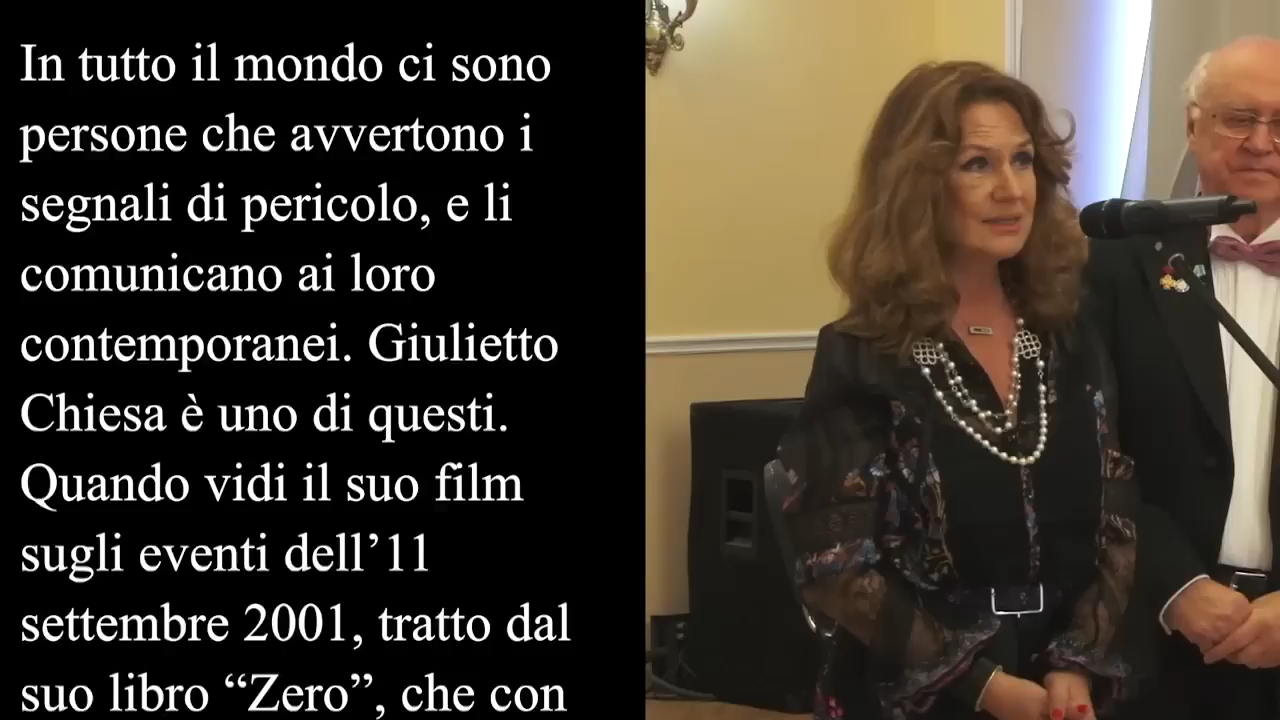 In tutto il mondo ci sono
persone che avvertono i
segnali di pericolo, e li
comunicano ai loro
contemporanei. Giulietto
Chiesa è uno di questi.
Quando vidi il suo film
sugli eventi dell’11
settembre 2001, tratto dal
suo libro “Zero”, che con